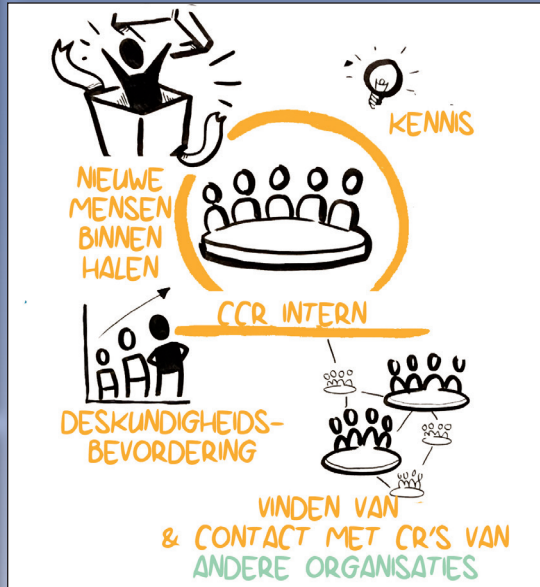 KENNIS
NIEUWE
MENSEN
BINNEN
HALEN
CCR INTERN
DESKUNDIGHEIDS-
BEVORDERING
VINDEN VAN
& CONTACT MET CR'S VAN
ANDERE ORGANISATIES